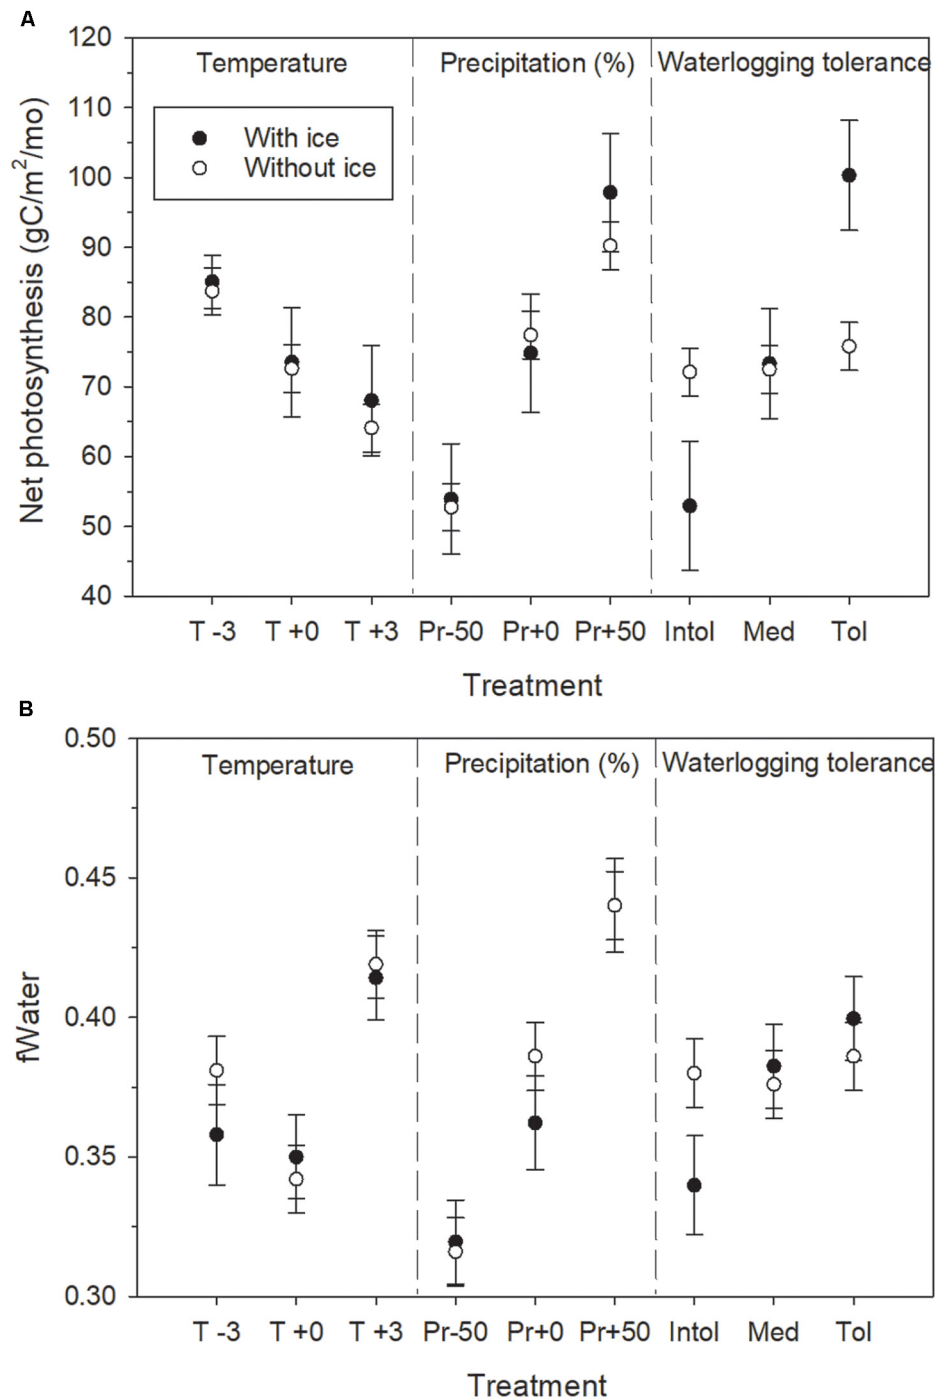 A
120
Temperature
Precipitation (%)
Waterlogging tolerance
110
With ice
Without ice
100
90
80
70
60
50
40
Net photosynthesis (gC/m²/mo)
T -3
T +0
T +3
Pr-50
Pr+0
Pr+50
Intol
Med
Tol
Treatment
B
0.50
Temperature
Precipitation (%)
Waterlogging tolerance
0.45
0.40
0.35
0.30
fWater
T -3
T +0
T +3
Pr-50
Pr+0
Pr+50
Intol
Med
Tol
Treatment